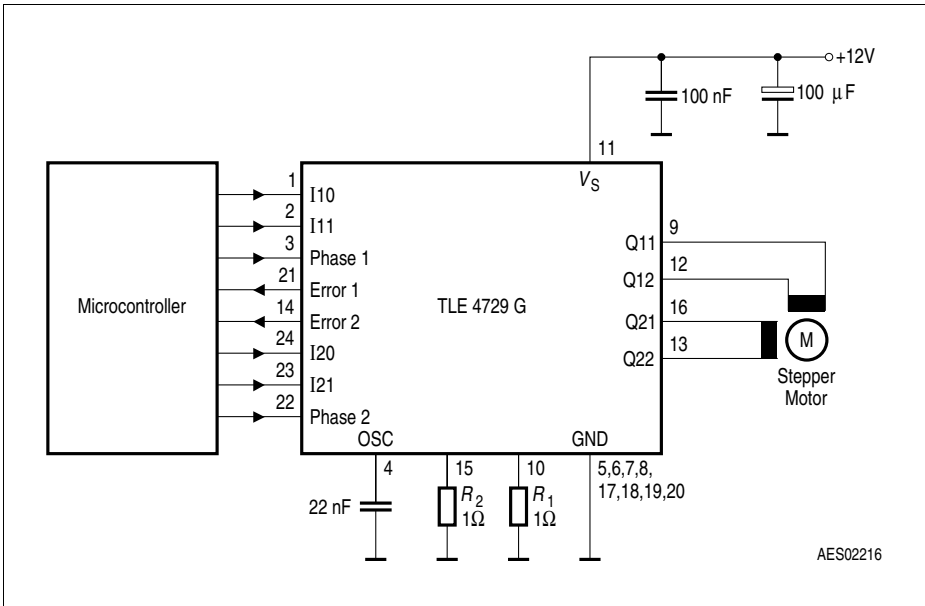 +12V
100 nF
100 µF
11
VS
1
I10
2
I11
3
Phase 1
21
Error 1
14
Error 2
24
I20
23
I21
22
Phase 2
Microcontroller
TLE 4729 G
Q11
9
Q12
12
Q21
16
Q22
13
M
Stepper
Motor
OSC
GND
4
15
10
5,6,7,8,
17,18,19,20
22 nF
R2
1Ω
R1
1Ω
AES02216